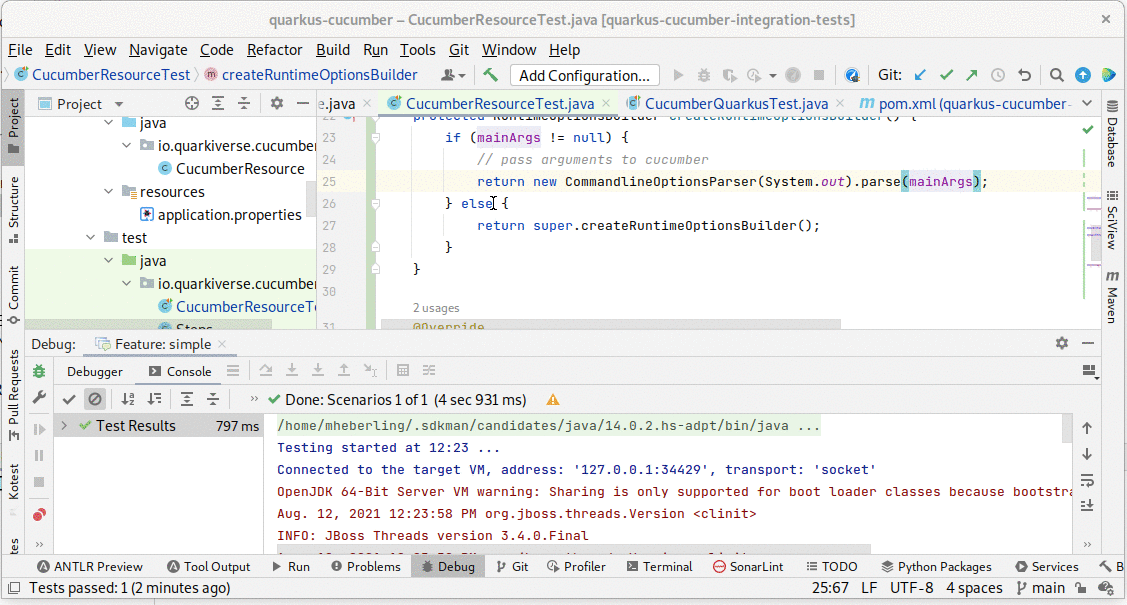 quarkus-cucumber – CucumberResourceTest.java [quarkus-cucumber-integration-tests]
File Edit View Navigate Code Refactor Build Run Tools Git Window Help
CucumberResourceTest createRuntimeOptionsBuilder Add Configuration... Git:
Project
Structure
Commit
Pull Requests
Kotest
Project
java
io.quarkiverse.cucumber
CucumberResource
resources
application.properties
test
java
io.quarkiverse.cucumber
CucumberResourceT
Steps
e.java CucumberResourceTest.java CucumberQuarkusTest.java pom.xml (quarkus-cucumber-
22 protected RuntimeOptionsBuilder createRuntimeOptionsBuilder() {
23 if (mainArgs != null) {
24 // pass arguments to cucumber
25 return new CommandlineOptionsParser(System.out).parse(mainArgs);
26 } else {
27 return super.createRuntimeOptionsBuilder();
28 }
29 }
30
2 usages
31 @Override
Database
SciView
Maven
Debug: Feature: simple
Debugger Console
Done: Scenarios 1 of 1 (4 sec 931 ms)
Test Results 797 ms
/home/mheberling/.sdkman/candidates/java/14.0.2.hs-adpt/bin/java ...
Testing started at 12:23 ...
Connected to the target VM, address: '127.0.0.1:34429', transport: 'socket'
OpenJDK 64-Bit Server VM warning: Sharing is only supported for boot loader classes because bootstra
Aug. 12, 2021 12:23:58 PM org.jboss.threads.Version <clinit>
INFO: JBoss Threads version 3.4.0.Final
ANTLR Preview Tool Output Run Problems Debug Git Profiler Terminal SonarLint TODO Python Packages Services B
Tests passed: 1 (2 minutes ago) 25:67 LF UTF-8 4 spaces main